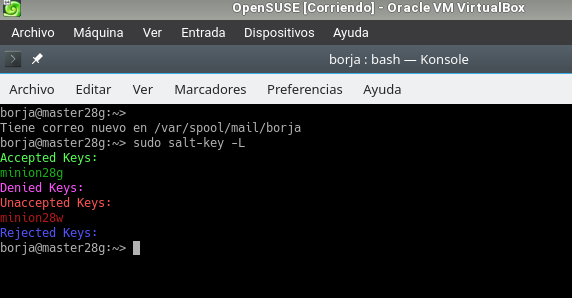 OpenSUSE [Corriendo] - Oracle VM VirtualBox
Archivo Máquina Ver Entrada Dispositivos Ayuda
borja : bash — Konsole
Archivo Editar Ver Marcadores Preferencias Ayuda
borja@master28g:~>
Tiene correo nuevo en /var/spool/mail/borja
borja@master28g:~> sudo salt-key -L
Accepted Keys:
minion28g
Denied Keys:
Unaccepted Keys:
minion28w
Rejected Keys:
borja@master28g:~>